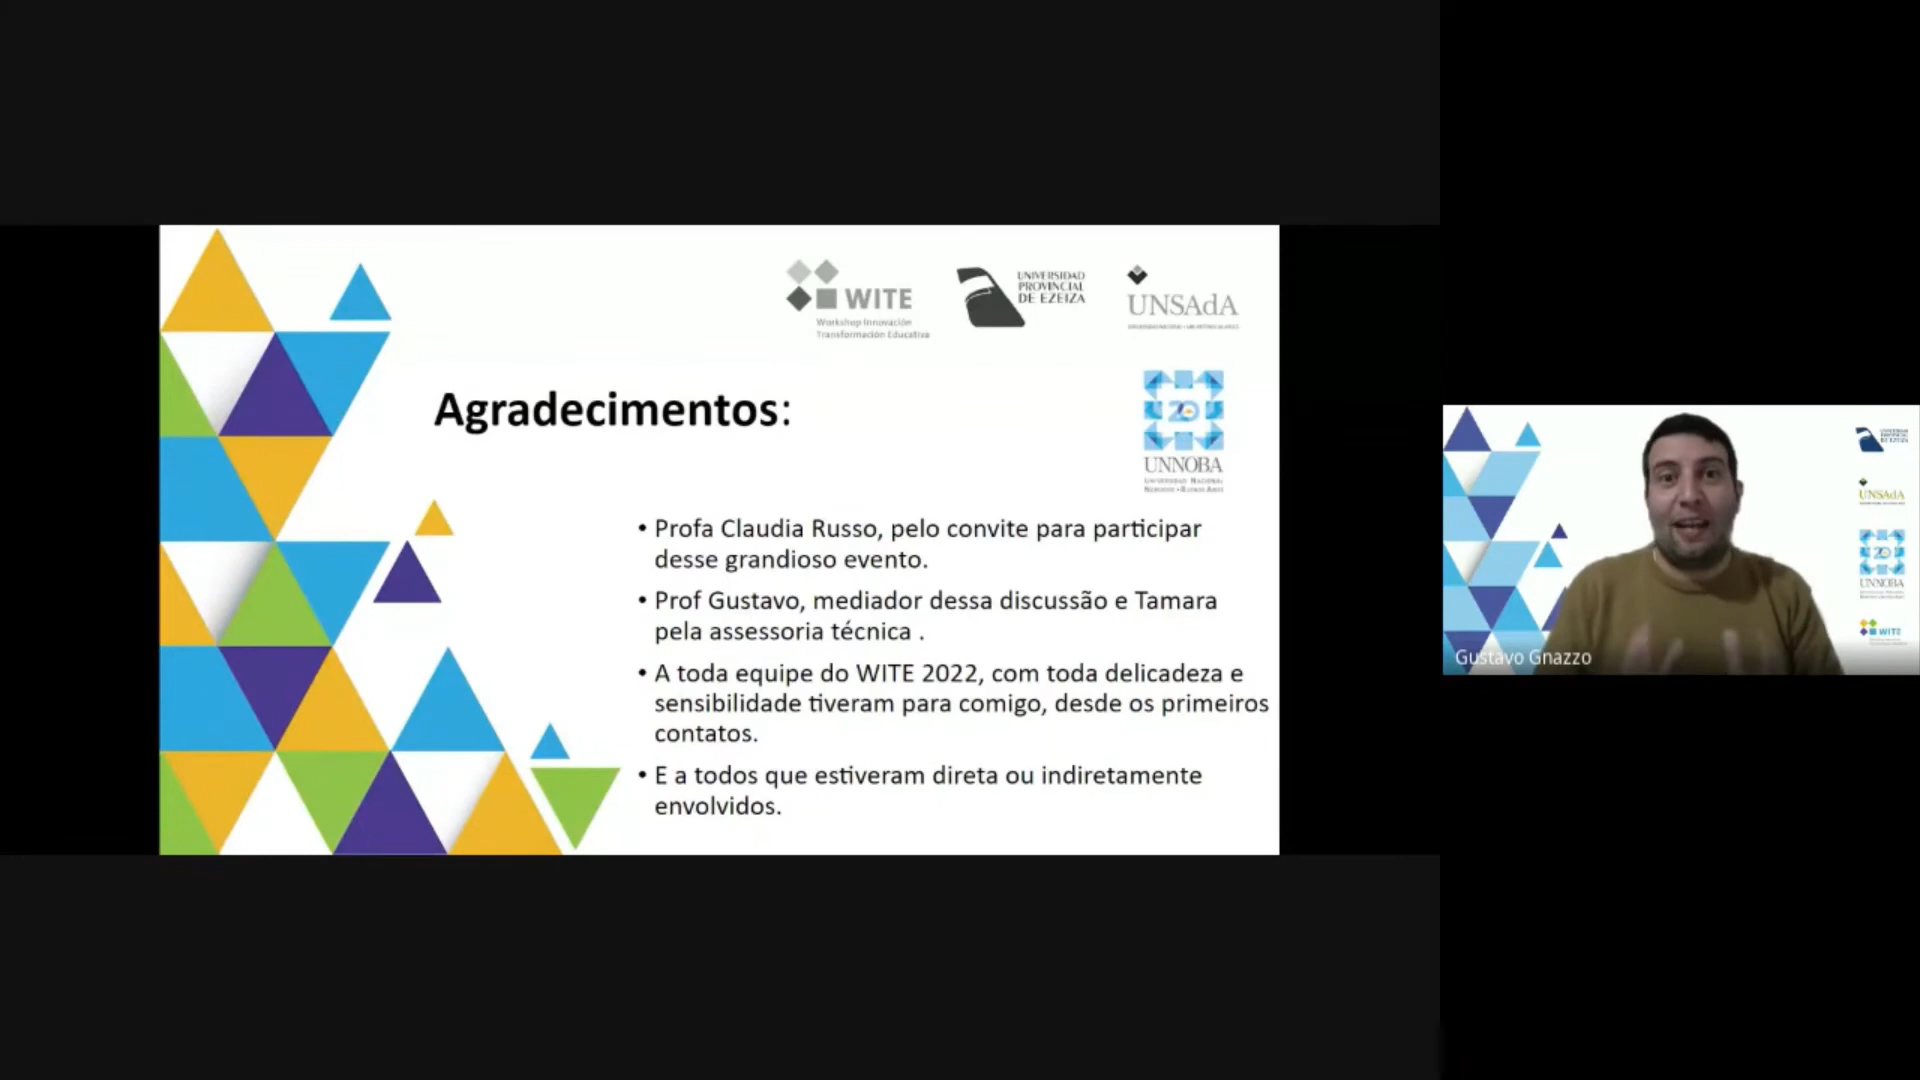 WITE
Workshop Innovación
Transformación Educativa
UNIVERSIDAD
PROVINCIAL
DE EZEIZA
UNSAdA
Agradecimentos:
20
UNNOBA
• Profa Claudia Russo, pelo convite para participar
desse grandioso evento.
• Prof Gustavo, mediador dessa discussão e Tamara
pela assessoria técnica .
• A toda equipe do WITE 2022, com toda delicadeza e
sensibilidade tiveram para comigo, desde os primeiros
contatos.
• E a todos que estiveram direta ou indiretamente
envolvidos.
UNSAdA
20
UNNOBA
WITE
Gustavo Gnazzo